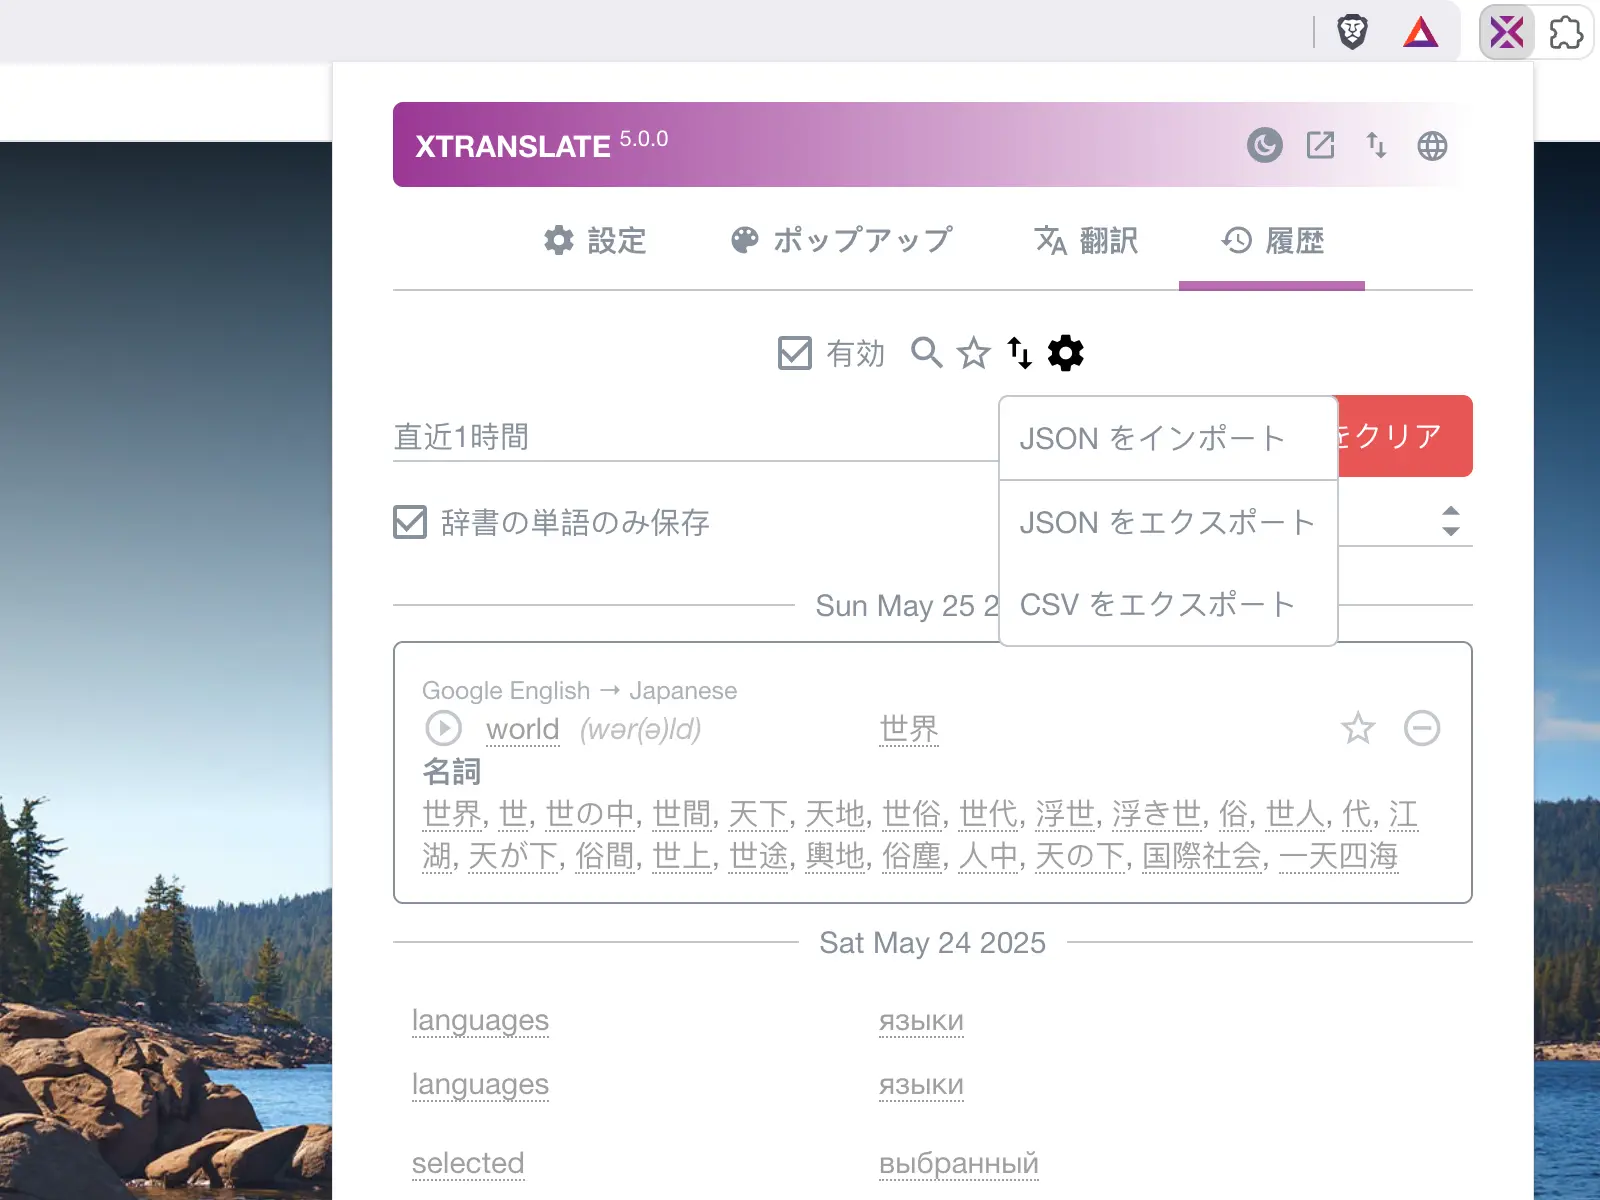 XTRANSLATE 5.0.0
設定
ポップアップ
翻訳
履歴
有効
直近1時間
をクリア
JSON をインポート
JSON をエクスポート
CSV をエクスポート
辞書の単語のみ保存
Sun May 25 2
Google English → Japanese
world (wər(ə)ld) 世界
名詞
世界, 世, 世の中, 世間, 天下, 天地, 世俗, 世代, 浮世, 浮き世, 俗, 世人, 代, 江
湖, 天が下, 俗間, 世上, 世途, 輿地, 俗塵, 人中, 天の下, 国際社会, 一天四海
Sat May 24 2025
languages языки
languages языки
selected выбранный